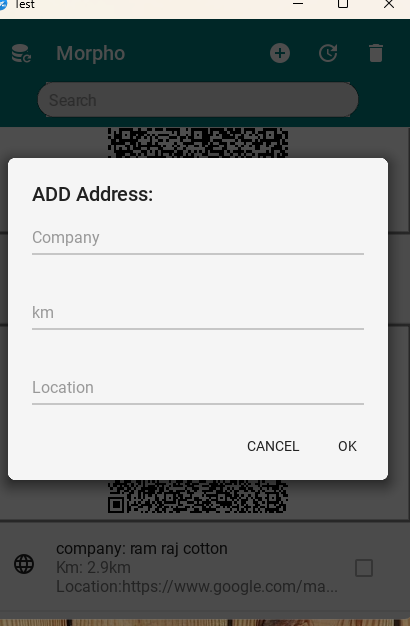 Test
Morpho
Search
ADD Address:
Company
km
Location
CANCEL
OK
company: ram raj cotton
Km: 2.9km
Location:https://www.google.com/ma...